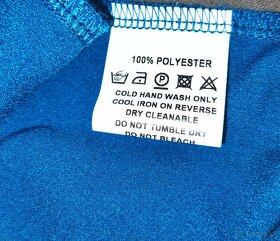 100% POLYESTER
COLD HAND WASH ONLY
COOL IRON ON REVERSE
DRY CLEANABLE
DO NOT TUMBLE DRY
DO NOT BLEACH